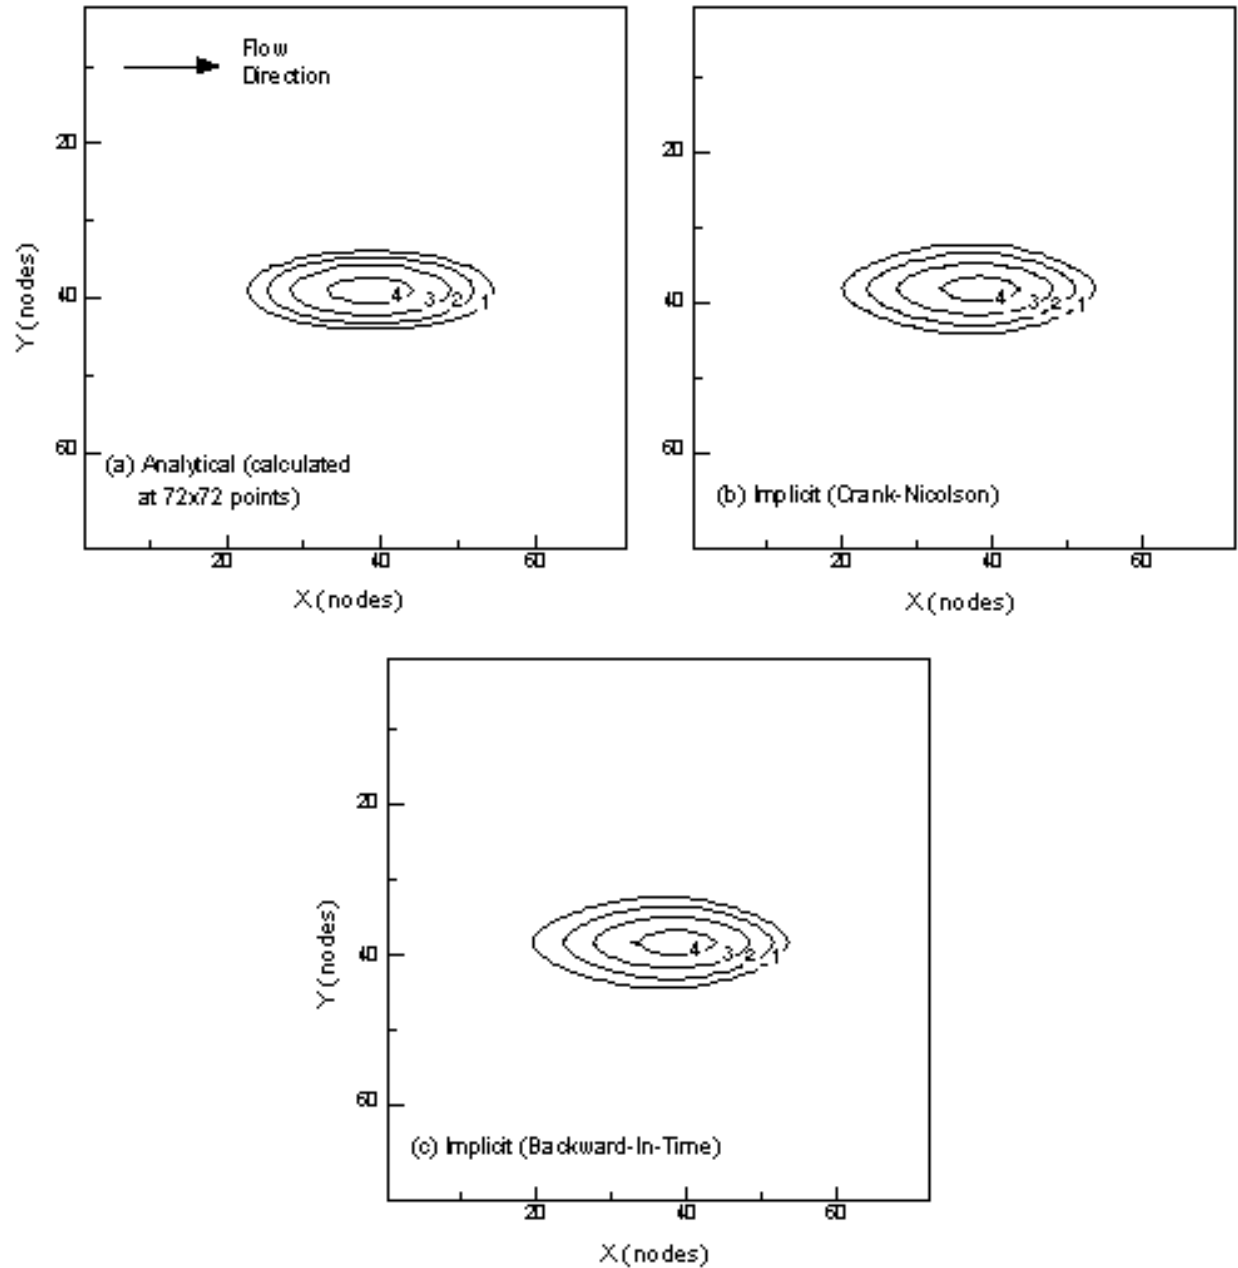 Flow
Direction
20
40
60
Y (nodes)
4 3 2 1
(a) Analytical (calculated
at 72x72 points)
20 40 60
X (nodes)
20
40
60
4 3 2 1
(b) Implicit (Crank-Nicolson)
20 40 60
X (nodes)
20
40
60
Y (nodes)
4 3 2 1
(c) Implicit (Backward-In-Time)
20 40 60
X (nodes)